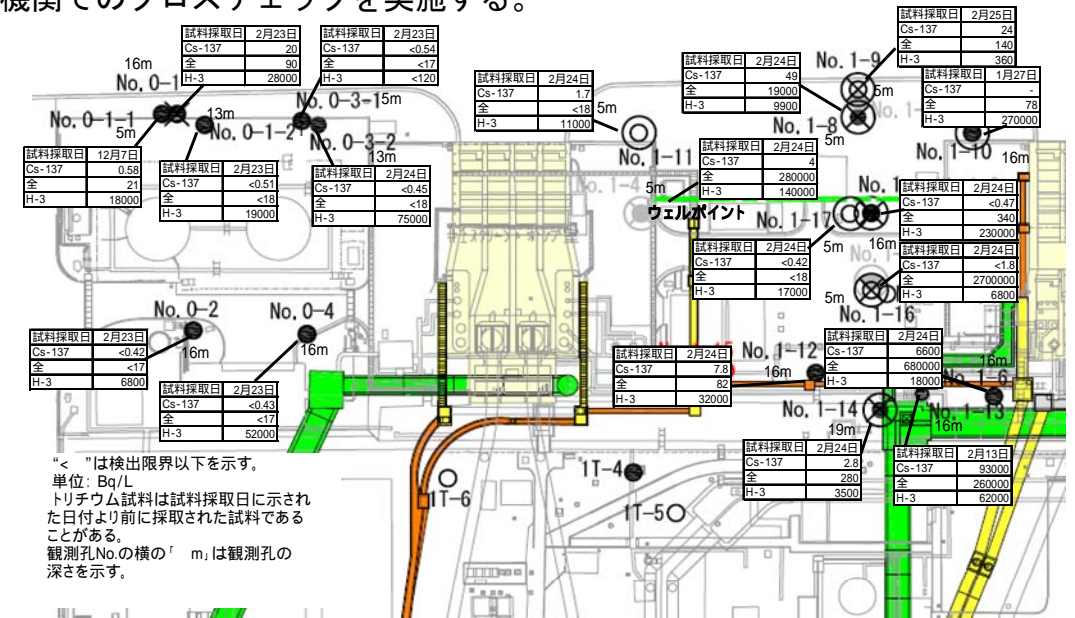 機関でのクロスチェックを実施する。
試料採取日 2月23日
Cs-137 20
全 90
H-3 28000
試料採取日 2月23日
Cs-137 <0.54
全 <17
H-3 <120
試料採取日 2月25日
Cs-137 24
全 140
H-3 360
16m
No. 0-1
No. 0-1-1
5m
13m
No. 0-1-2
No. 0-3-1 5m
No. 0-3-2
13m
試料採取日 2月24日
Cs-137 1.7
全 <18
H-3 11000
5m
No. 1-11
試料採取日 2月24日
Cs-137 49
全 19000
H-3 9900
No. 1-9
5m
No. 1-8
5m
試料採取日 1月27日
Cs-137 -
全 78
H-3 270000
No. 1-10
16m
試料採取日 12月7日
Cs-137 0.58
全 21
H-3 18000
試料採取日 2月23日
Cs-137 <0.51
全 <18
H-3 19000
試料採取日 2月24日
Cs-137 <0.45
全 <18
H-3 75000
試料採取日 2月24日
Cs-137 4
全 280000
H-3 140000
5m
ウェルポイント
No. 1-17
5m
試料採取日 2月24日
Cs-137 <0.47
全 340
H-3 230000
16m
試料採取日 2月24日
Cs-137 <0.42
全 <18
H-3 17000
試料採取日 2月24日
Cs-137 <1.8
全 2700000
H-3 6800
5m
No. 1-16
No. 0-2
16m
No. 0-4
16m
試料採取日 2月23日
Cs-137 <0.42
全 <17
H-3 6800
試料採取日 2月23日
Cs-137 <0.43
全 <17
H-3 52000
試料採取日 2月24日
Cs-137 7.8
全 82
H-3 32000
No. 1-12
16m
試料採取日 2月24日
Cs-137 6600
全 680000
H-3 18000
16m
No. 1-6
No. 1-14
19m
No. 1-13
16m
試料採取日 2月24日
Cs-137 2.8
全 280
H-3 3500
試料採取日 2月13日
Cs-137 93000
全 260000
H-3 62000
1T-4
1T-6
1T-5
“< ”は検出限界以下を示す。
単位: Bq/L
トリチウム試料は試料採取日に示され
た日付より前に採取された試料である
ことがある。
観測孔No.の横の「 m」は観測孔の
深さを示す。